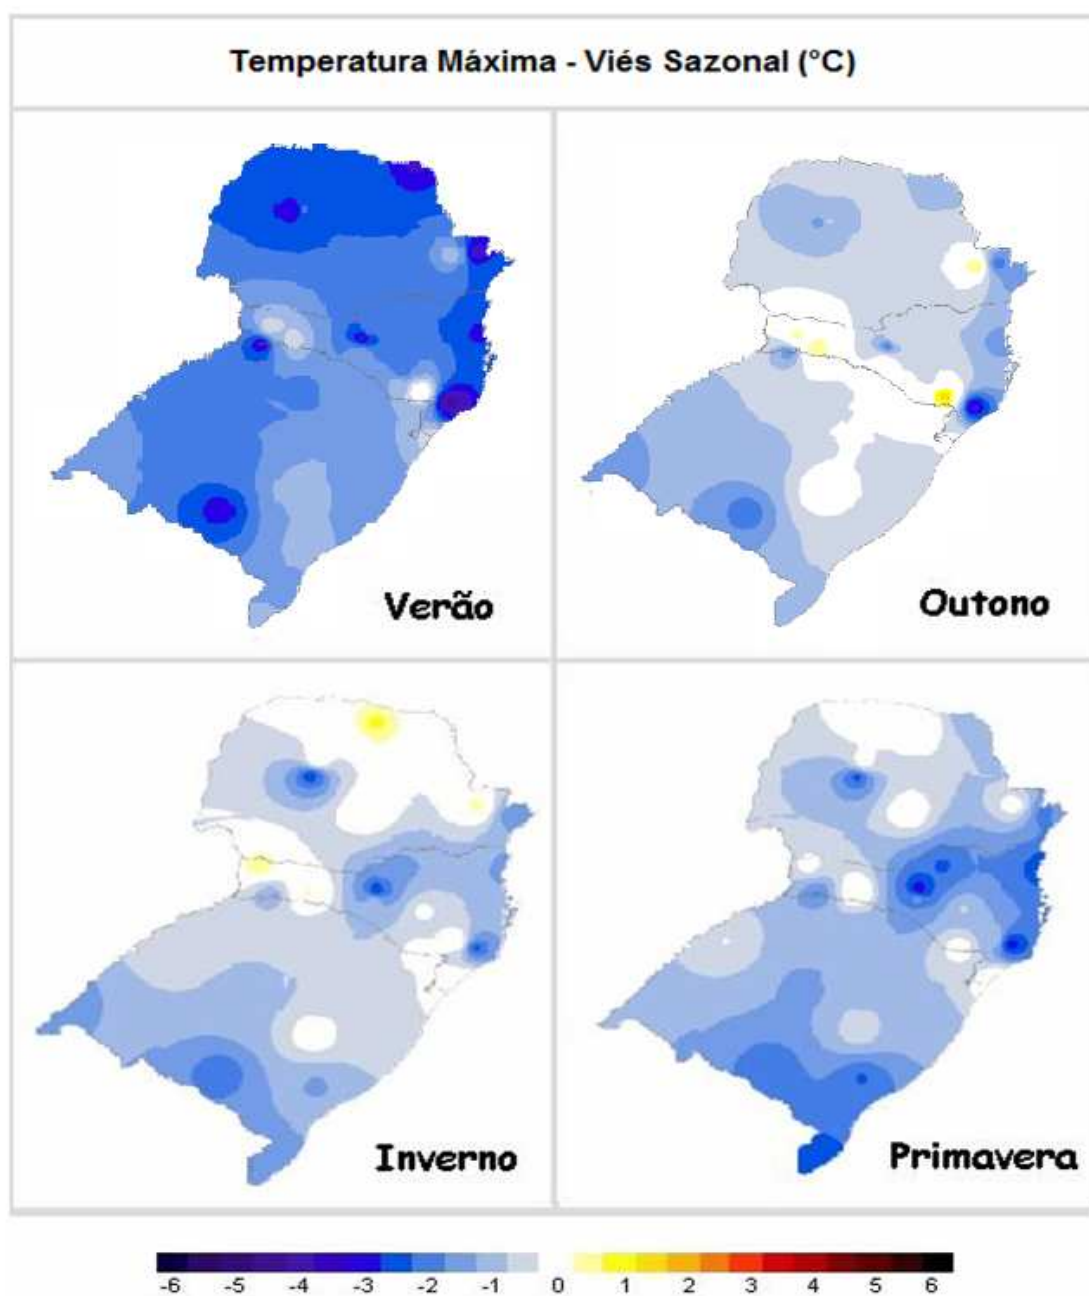 Temperatura Máxima - Viés Sazonal (°C)
Verão
Outono
Inverno
Primavera
-6 -5 -4 -3 -2 -1 0 1 2 3 4 5 6